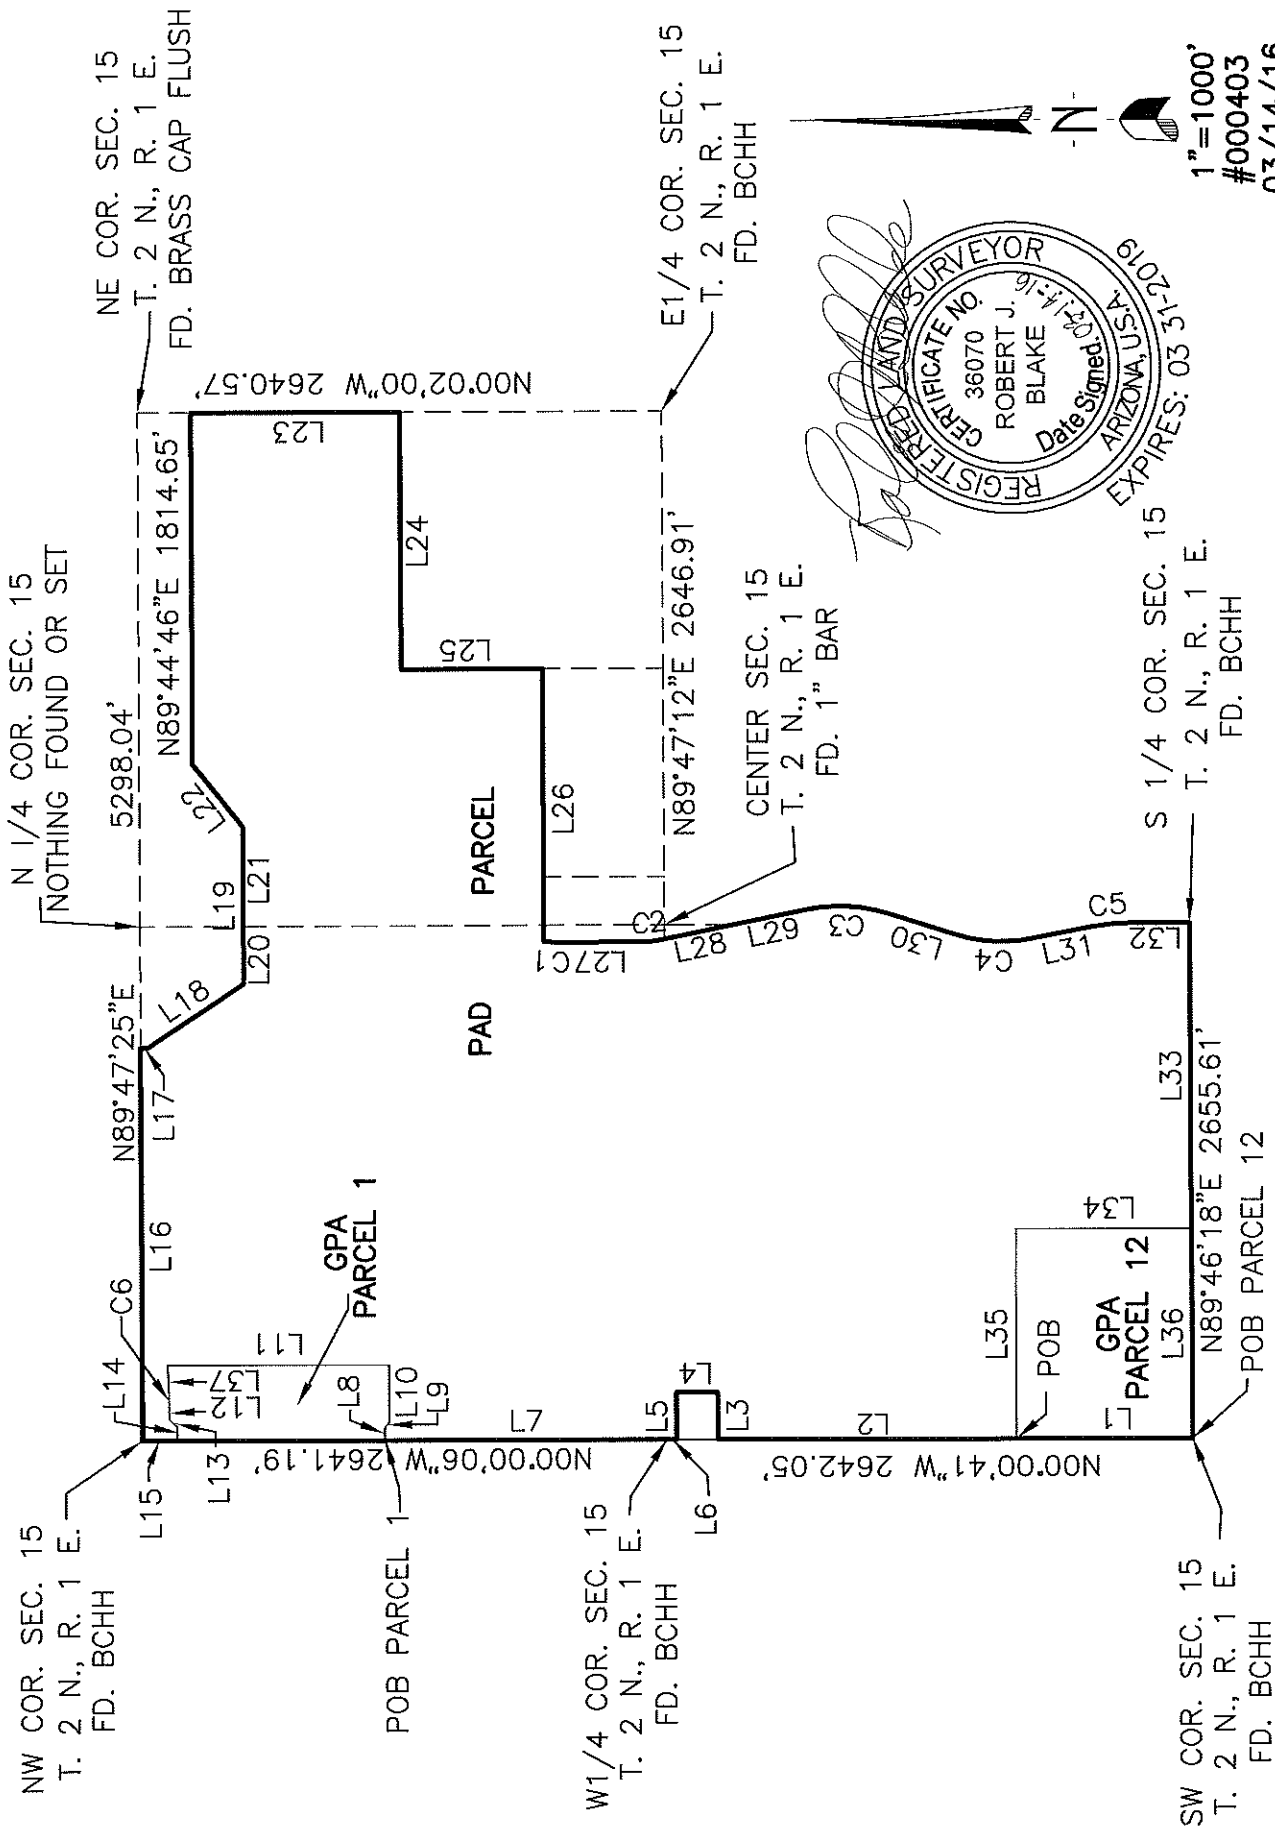 N 1/4 COR. SEC. 15
NOTHING FOUND OR SET
NE COR. SEC. 15
T. 2 N., R. 1 E.
FD. BRASS CAP FLUSH
NW COR. SEC. 15
T. 2 N., R. 1 E.
FD. BCHH
N89°47'25"E
5298.04'
L14
C6
L15
L16
L17
L18
L19
L20
L21
L22
N89°44'46"E 1814.65'
L23
N00°02'00"W 2640.57'
L24
L25
L26
L13
L12
L37
L11
GPA
PARCEL 1
L8
L10
L9
POB PARCEL 1
N00°00'06"W 2641.19'
L7
PAD
PARCEL
C1
L27
C2
L28
L29
C3
L30
C4
L31
C5
L32
E1/4 COR. SEC. 15
T. 2 N., R. 1 E.
FD. BCHH
N89°47'12"E 2646.91'
CENTER SEC. 15
T. 2 N., R. 1 E.
FD. 1" BAR
W1/4 COR. SEC. 15
T. 2 N., R. 1 E.
FD. BCHH
L5
L4
L3
L6
L2
N00°00'41"W 2642.05'
POB
L35
L34
GPA
PARCEL 12
L1
L36
L33
N89°46'18"E 2655.61'
POB PARCEL 12
S 1/4 COR. SEC. 15
T. 2 N., R. 1 E.
FD. BCHH
SW COR. SEC. 15
T. 2 N., R. 1 E.
FD. BCHH
REGISTERED LAND SURVEYOR
CERTIFICATE NO.
36070
ROBERT J.
BLAKE
Date Signed
ARIZONA, U.S.A.
EXPIRES: 03 31-2019
N
1"=1000'
#000403
03/14/16